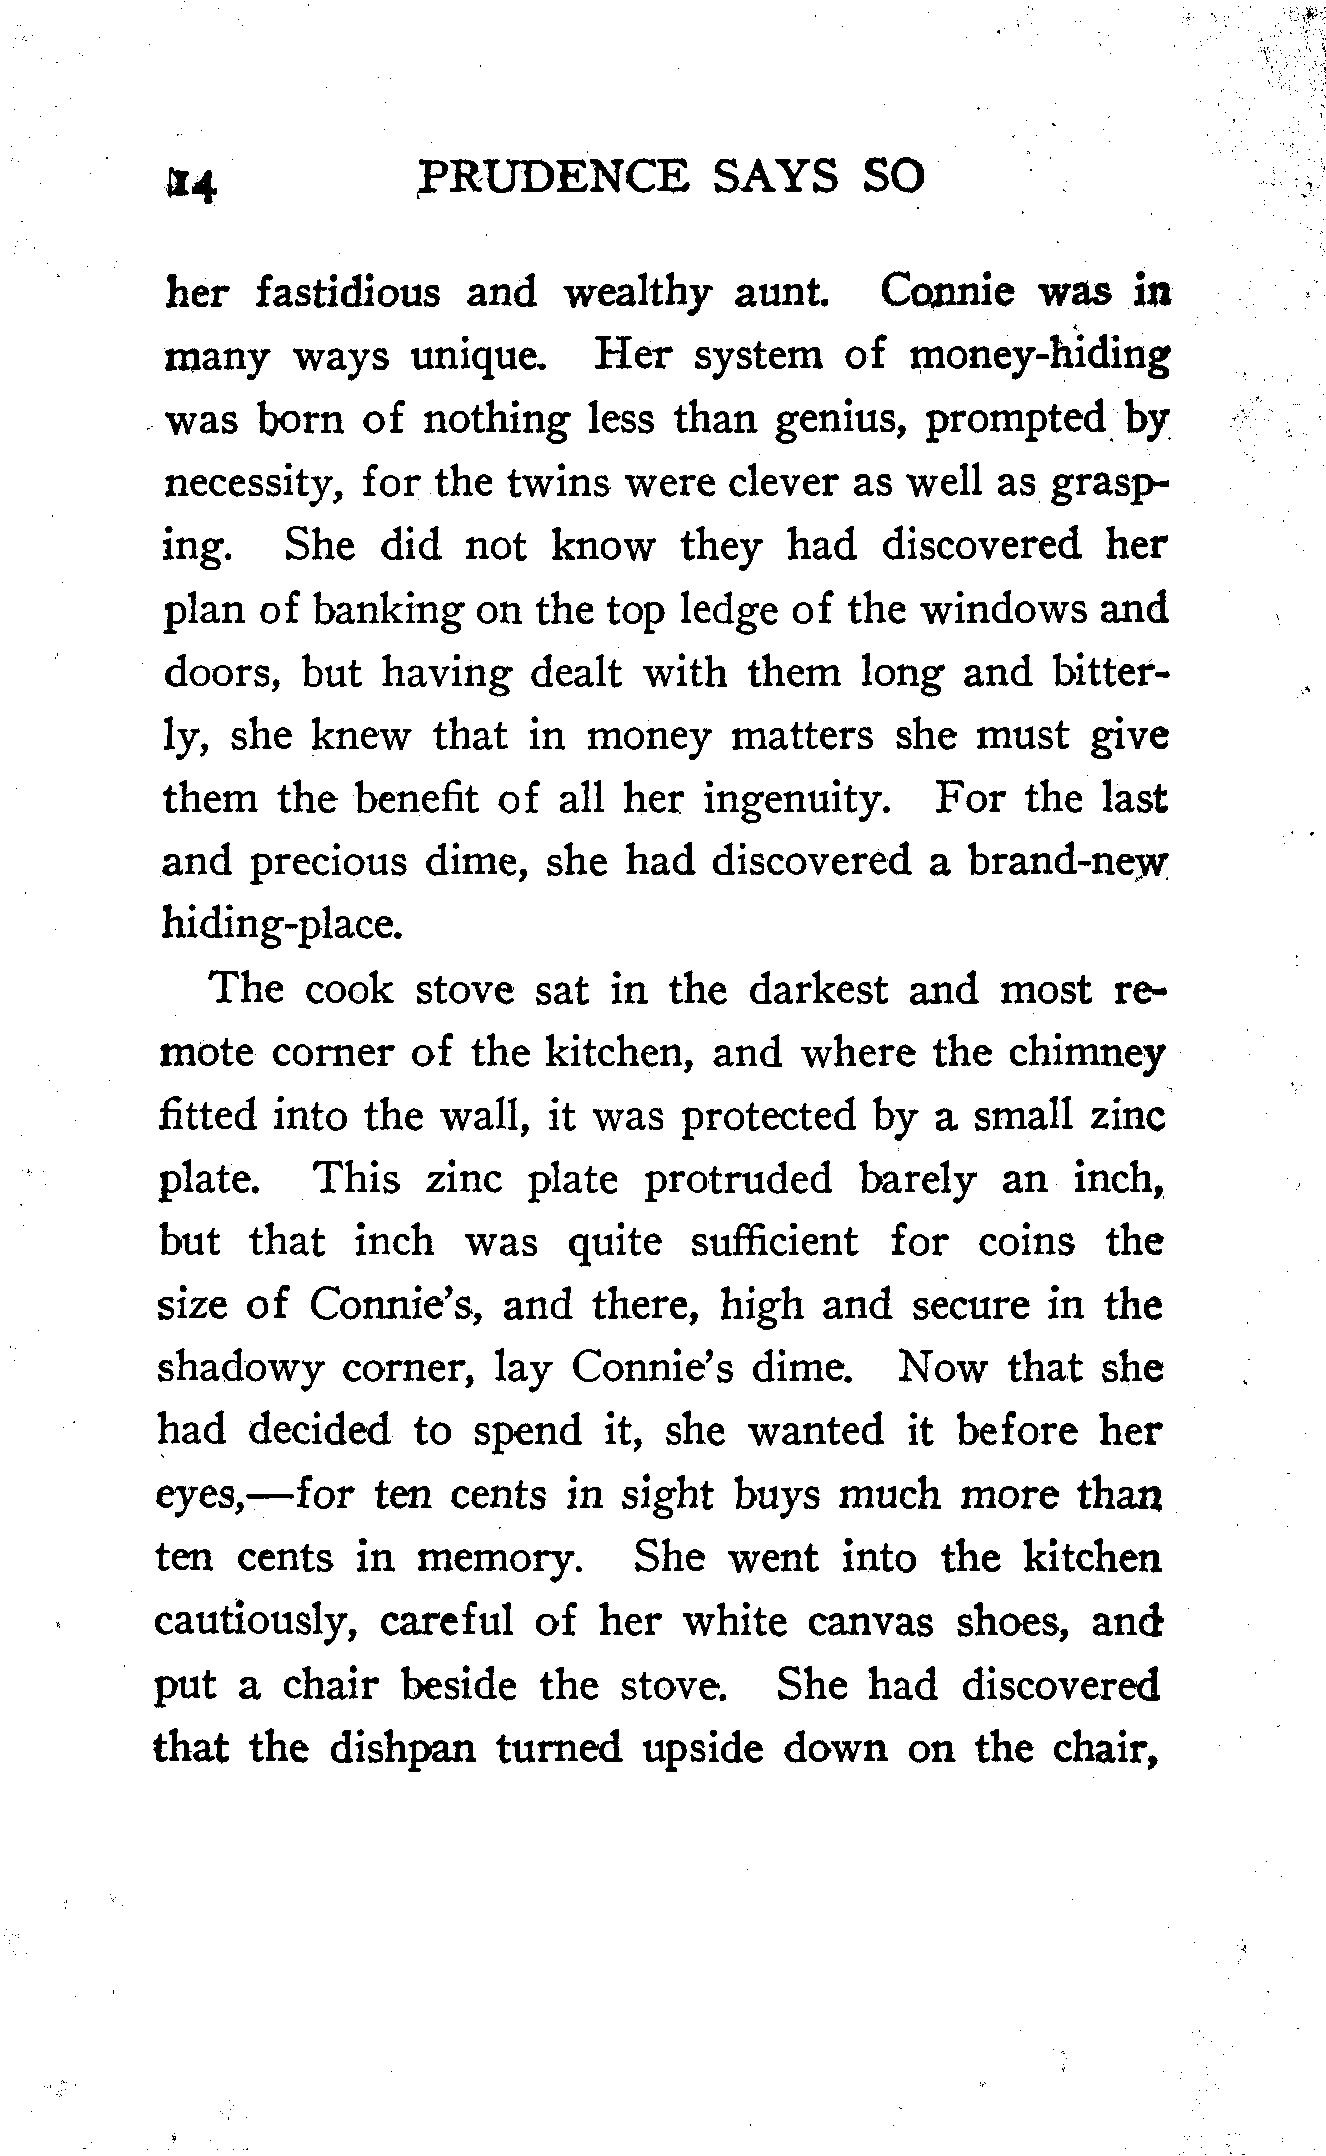 14 PRUDENCE SAYS SO
her fastidious and wealthy aunt. Connie was in
many ways unique. Her system of money-hiding
was born of nothing less than genius, prompted by
necessity, for the twins were clever as well as grasp-
ing. She did not know they had discovered her
plan of banking on the top ledge of the windows and
doors, but having dealt with them long and bitter-
ly, she knew that in money matters she must give
them the benefit of all her ingenuity. For the last
and precious dime, she had discovered a brand-new
hiding-place.
The cook stove sat in the darkest and most re-
mote corner of the kitchen, and where the chimney
fitted into the wall, it was protected by a small zinc
plate. This zinc plate protruded barely an inch,
but that inch was quite sufficient for coins the
size of Connie's, and there, high and secure in the
shadowy corner, lay Connie's dime. Now that she
had decided to spend it, she wanted it before her
eyes,—for ten cents in sight buys much more than
ten cents in memory. She went into the kitchen
cautiously, careful of her white canvas shoes, and
put a chair beside the stove. She had discovered
that the dishpan turned upside down on the chair,